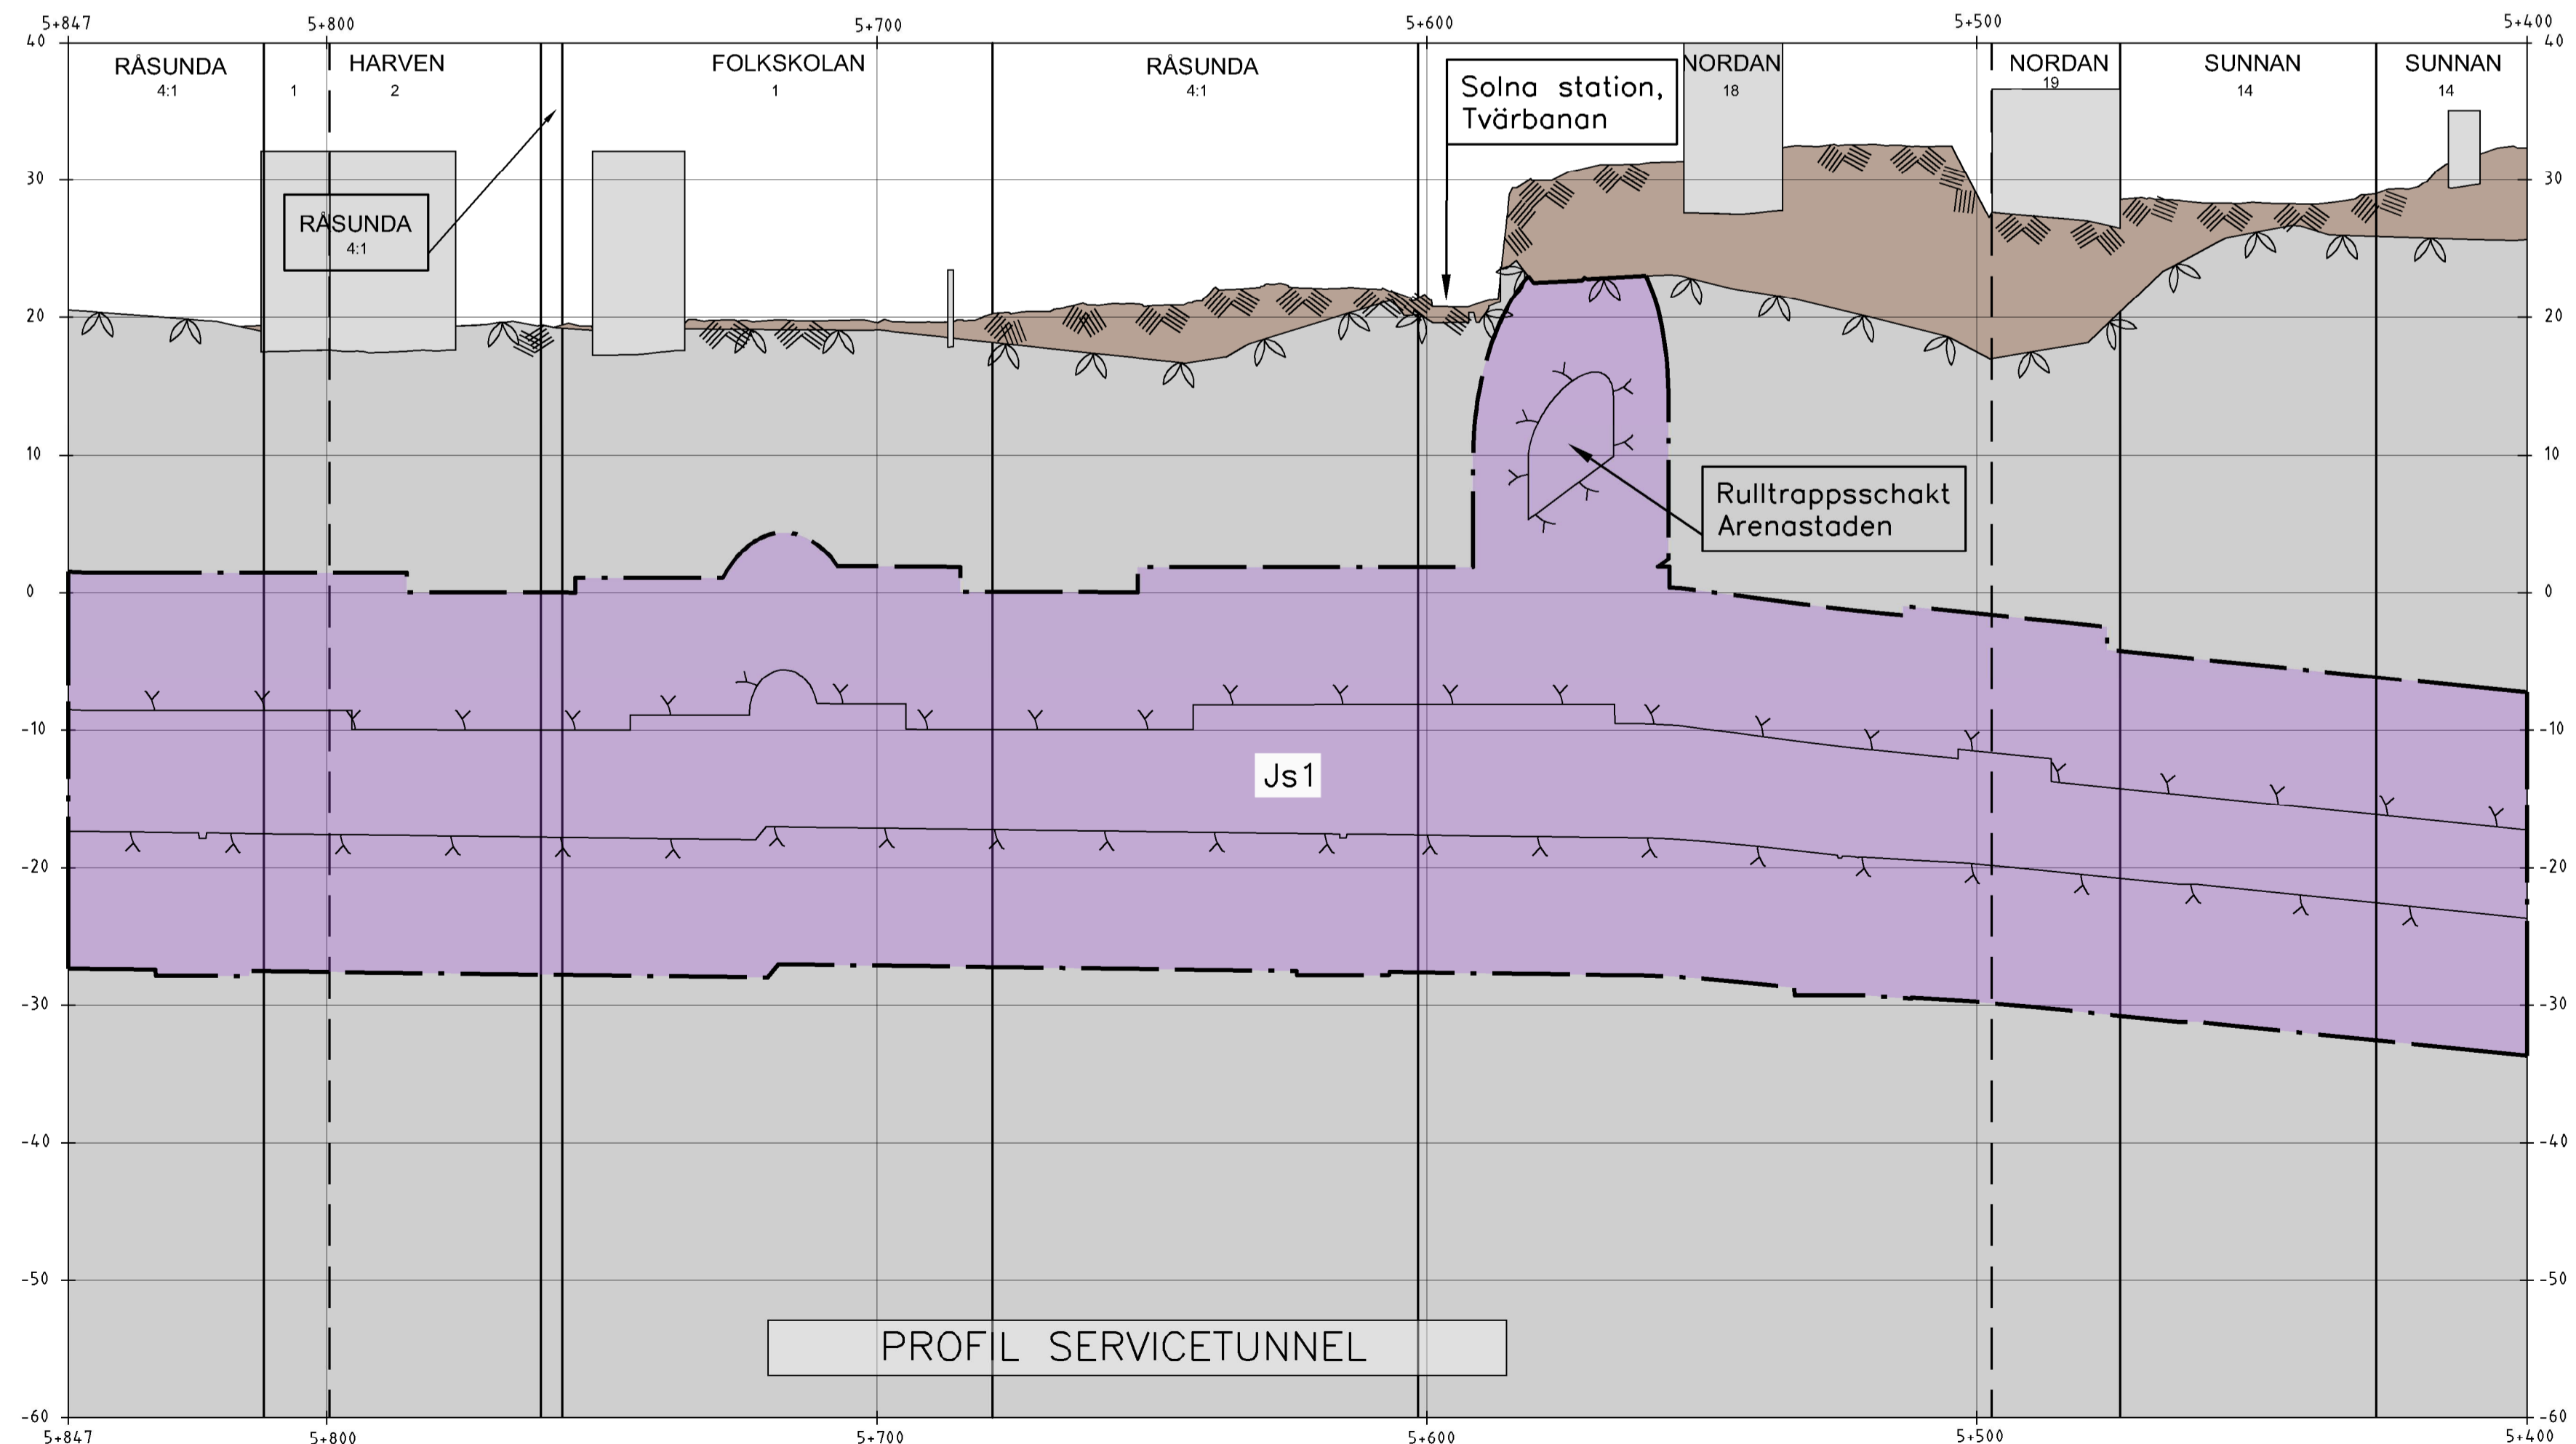 5+847 5+800 5+700 5+600 5+500 5+400
40 40
RÅSUNDA HARVEN FOLKSKOLAN RÅSUNDA NORDAN NORDAN SUNNAN SUNNAN
4:1 1 2 1 4:1 18 19 14 14
Solna station,
Tvärbanan
30 30
RÅSUNDA
4:1
20 20
10 10
Rulltrappsschakt
Arenastaden
0 0
-10 -10
Js1
-20 -20
-30 -30
-40 -40
-50 -50
PROFIL SERVICETUNNEL
-60 -60
5+847 5+800 5+700 5+600 5+500 5+400